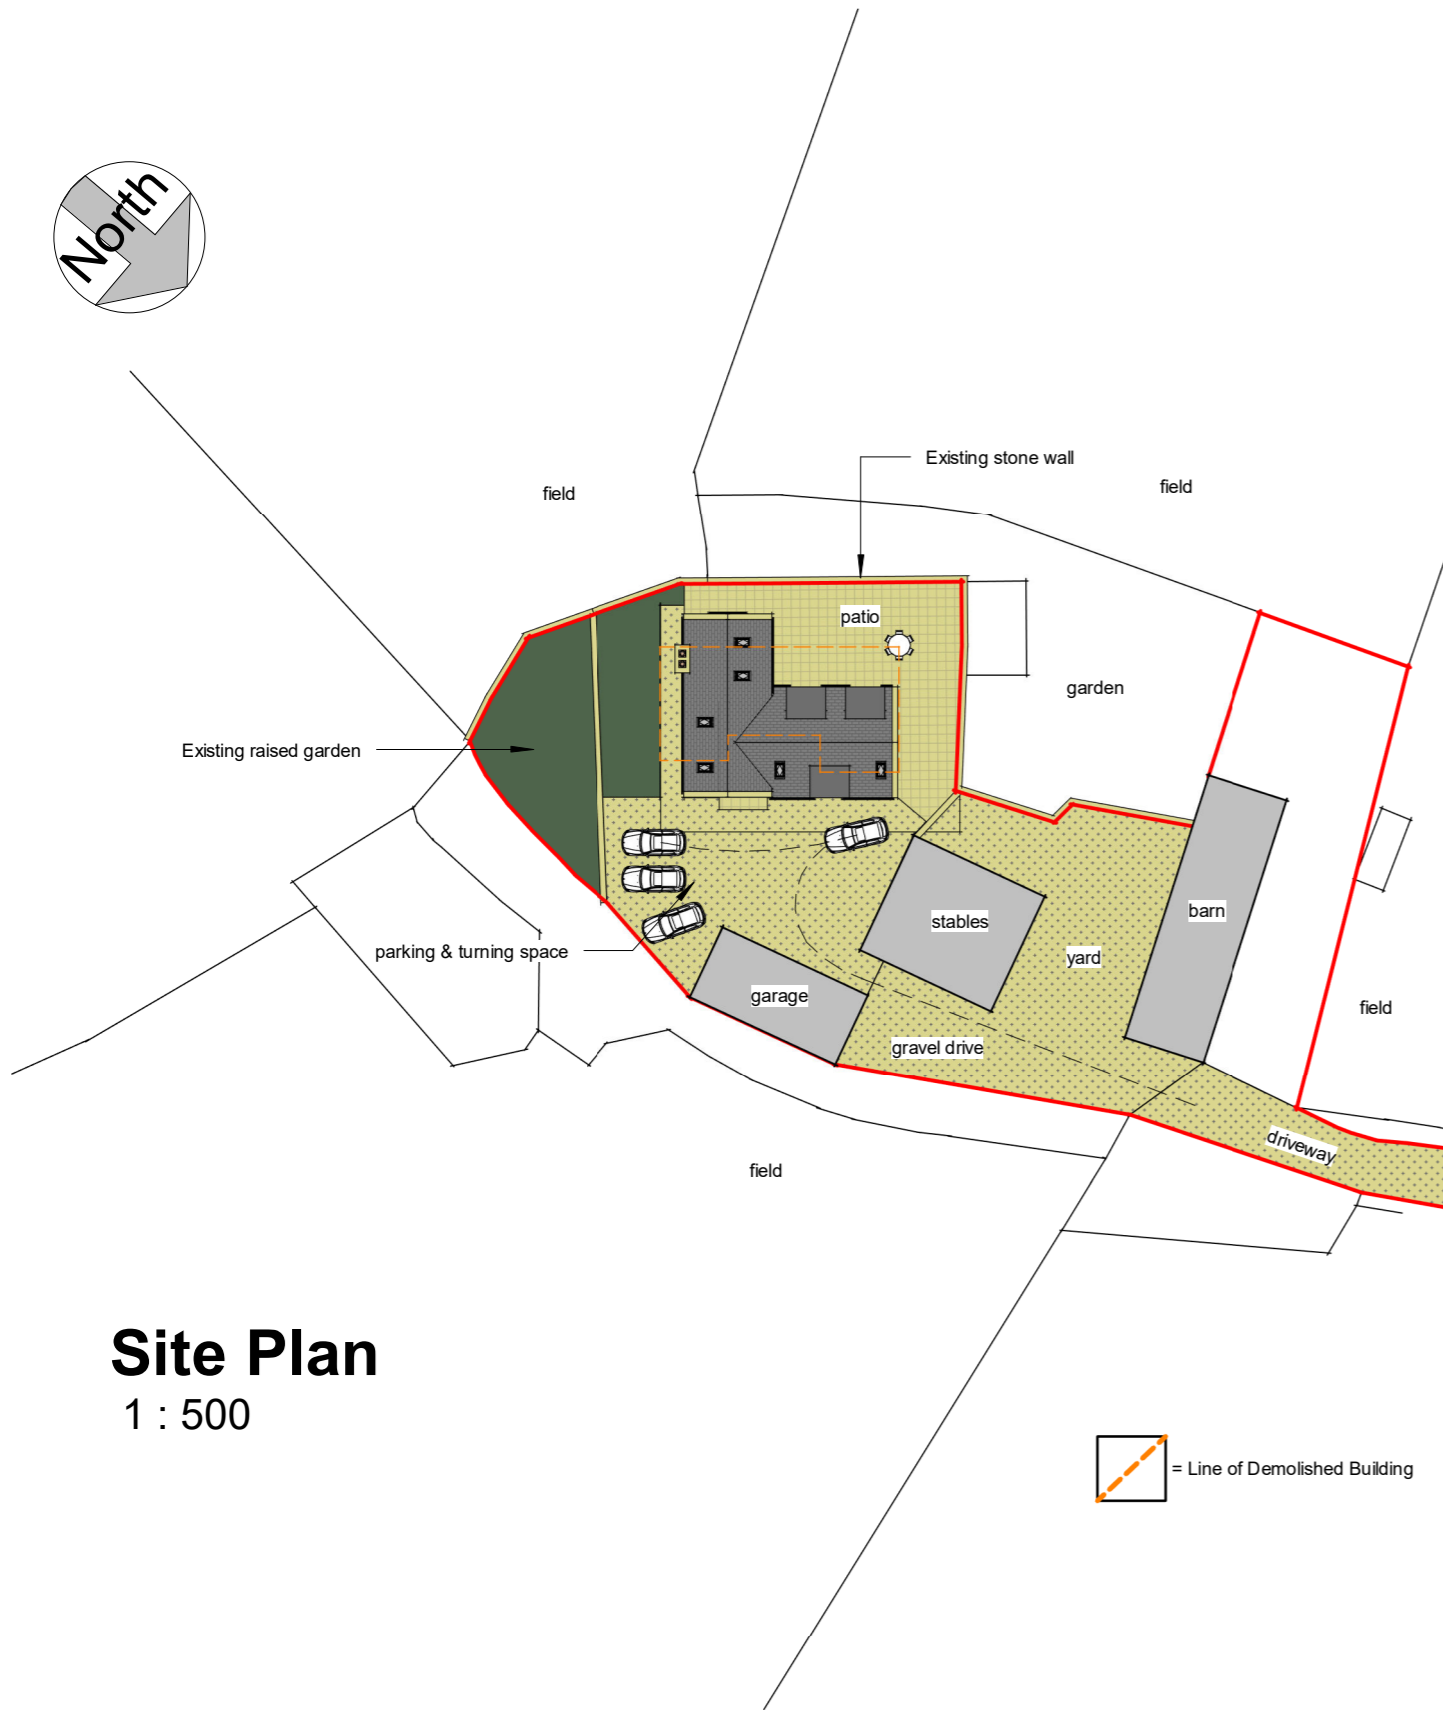 North
Existing stone wall
field
field
patio
garden
Existing raised garden
barn
stables
parking & turning space
yard
garage
field
gravel drive
driveway
field
Site Plan
1 : 500
= Line of Demolished Building